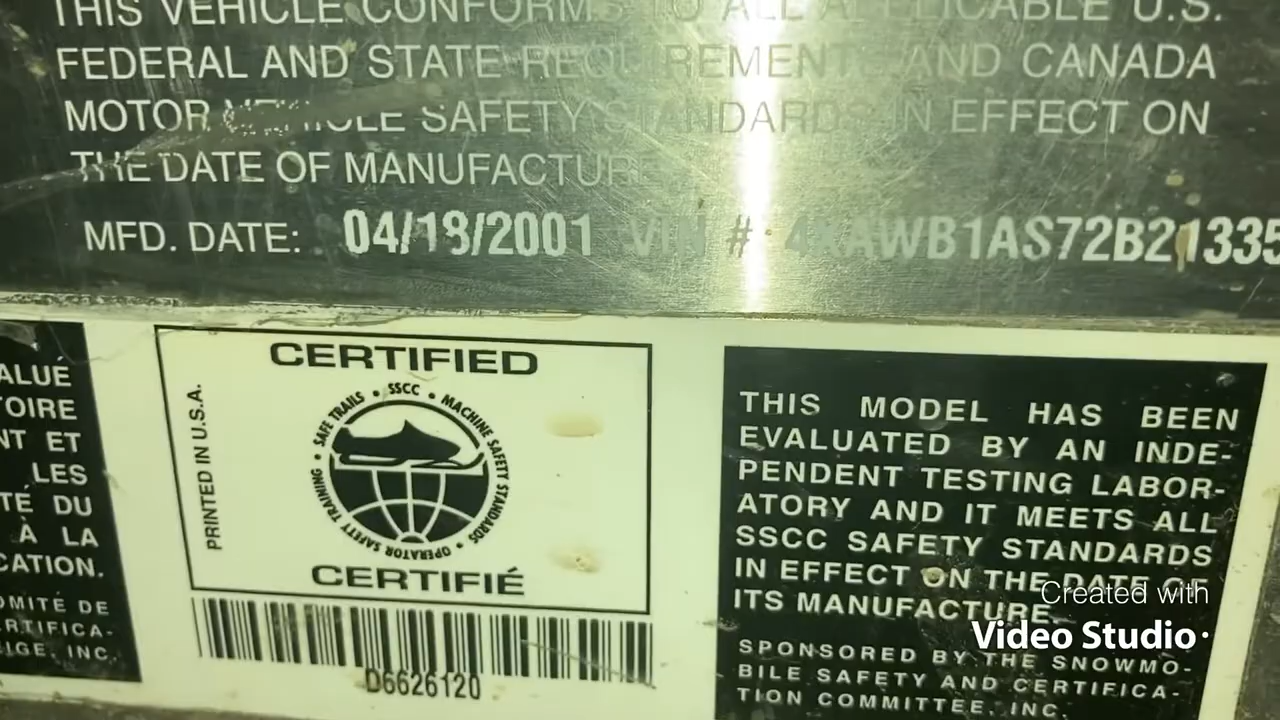 THIS VEHICLE CONFORMS TO ALL APPLICABLE U.S.
FEDERAL AND STATE REQUIREMENTS AND CANADA
MOTOR VEHICLE SAFETY STANDARDS IN EFFECT ON
THE DATE OF MANUFACTURE
MFD. DATE: 04/18/2001 VIN # 4XAWB1AS72B21335
ALUÉ
TOIRE
NT ET
LES
TÉ DU
À LA
CATION.
OMITÉ DE
RTIFICA-
IGE, INC.
CERTIFIED
PRINTED IN U.S.A.
SAFE TRAILS • SSCC • MACHINE SAFETY STANDARDS • OPERATOR SAFETY TRAINING •
CERTIFIÉ
D6626120
THIS MODEL HAS BEEN
EVALUATED BY AN INDE-
PENDENT TESTING LABOR-
ATORY AND IT MEETS ALL
SSCC SAFETY STANDARDS
IN EFFECT ON THE DATE OF
ITS MANUFACTURE.
SPONSORED BY THE SNOWMO-
BILE SAFETY AND CERTIFICA-
TION COMMITTEE, INC.
Created with
Video Studio